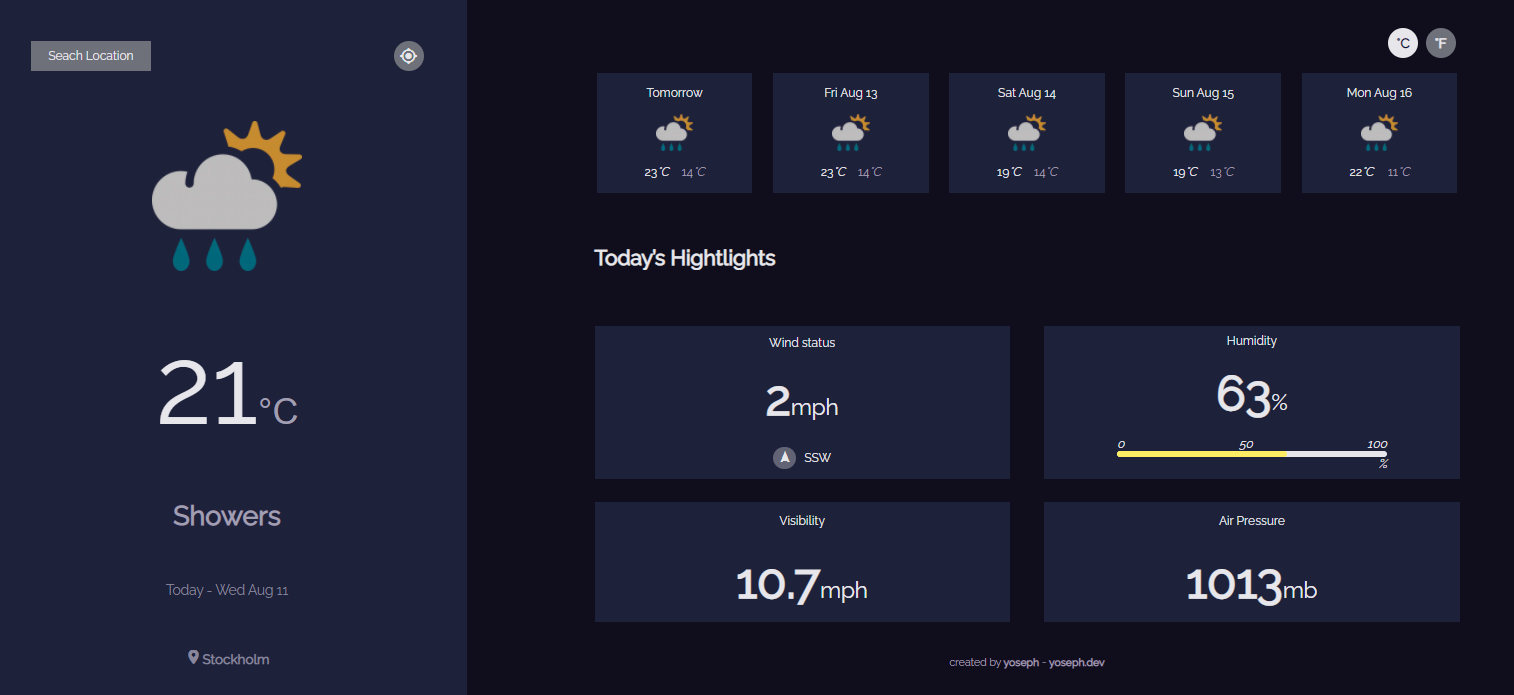 Seach Location
21°C
Showers
Today - Wed Aug 11
Stockholm
°C °F
Tomorrow
23°C 14°C
Fri Aug 13
23°C 14°C
Sat Aug 14
19°C 14°C
Sun Aug 15
19°C 13°C
Mon Aug 16
22°C 11°C
Today's Hightlights
Wind status
2mph
SSW
Humidity
63%
0 50 100
%
Visibility
10.7mph
Air Pressure
1013mb
created by yoseph - yoseph.dev